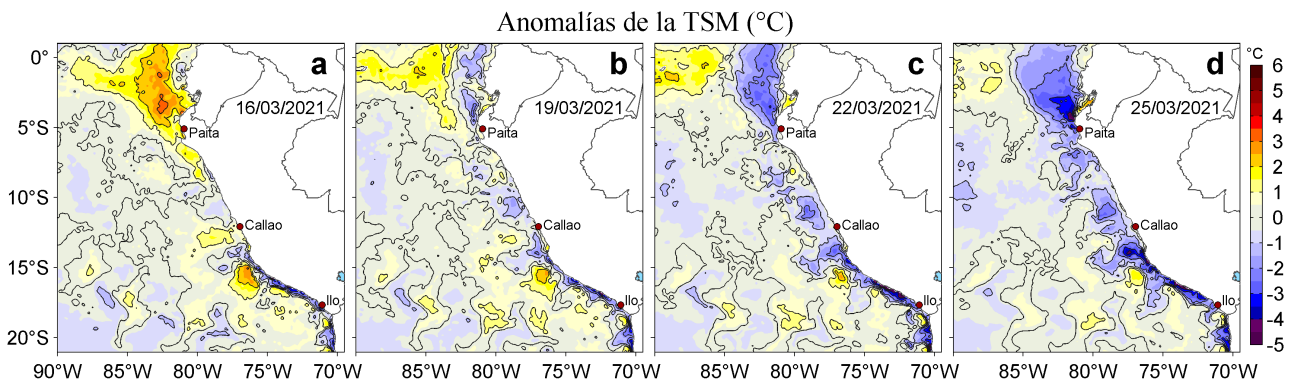 Anomalías de la TSM (°C)
a
16/03/2021
Paita
Callao
Ilo
b
19/03/2021
Paita
Callao
Ilo
c
22/03/2021
Paita
Callao
Ilo
d
25/03/2021
Paita
Callao
Ilo
0°
5°S
10°S
15°S
20°S
90°W 85°W 80°W 75°W 70°W
85°W 80°W 75°W 70°W
85°W 80°W 75°W 70°W
85°W 80°W 75°W 70°W
°C
6
5
4
3
2
1
0
-1
-2
-3
-4
-5